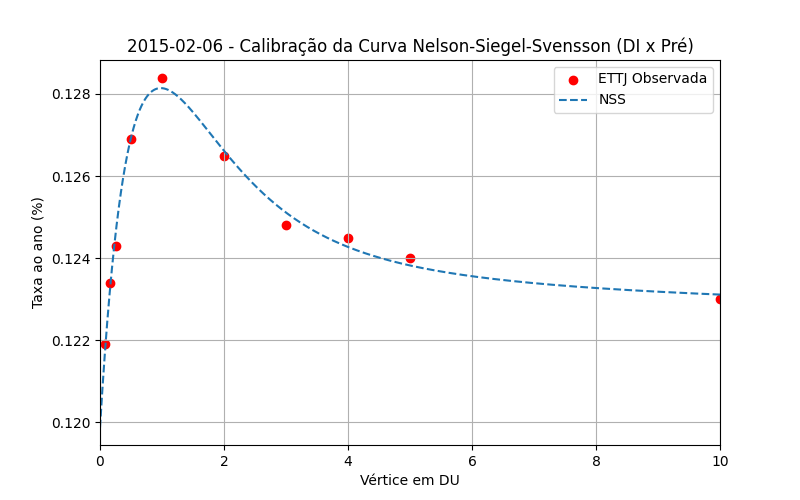 2015-02-06 - Calibração da Curva Nelson-Siegel-Svensson (DI x Pré)
ETTJ Observada
NSS
Taxa ao ano (%)
0.128
0.126
0.124
0.122
0.120
0 2 4 6 8 10
Vértice em DU